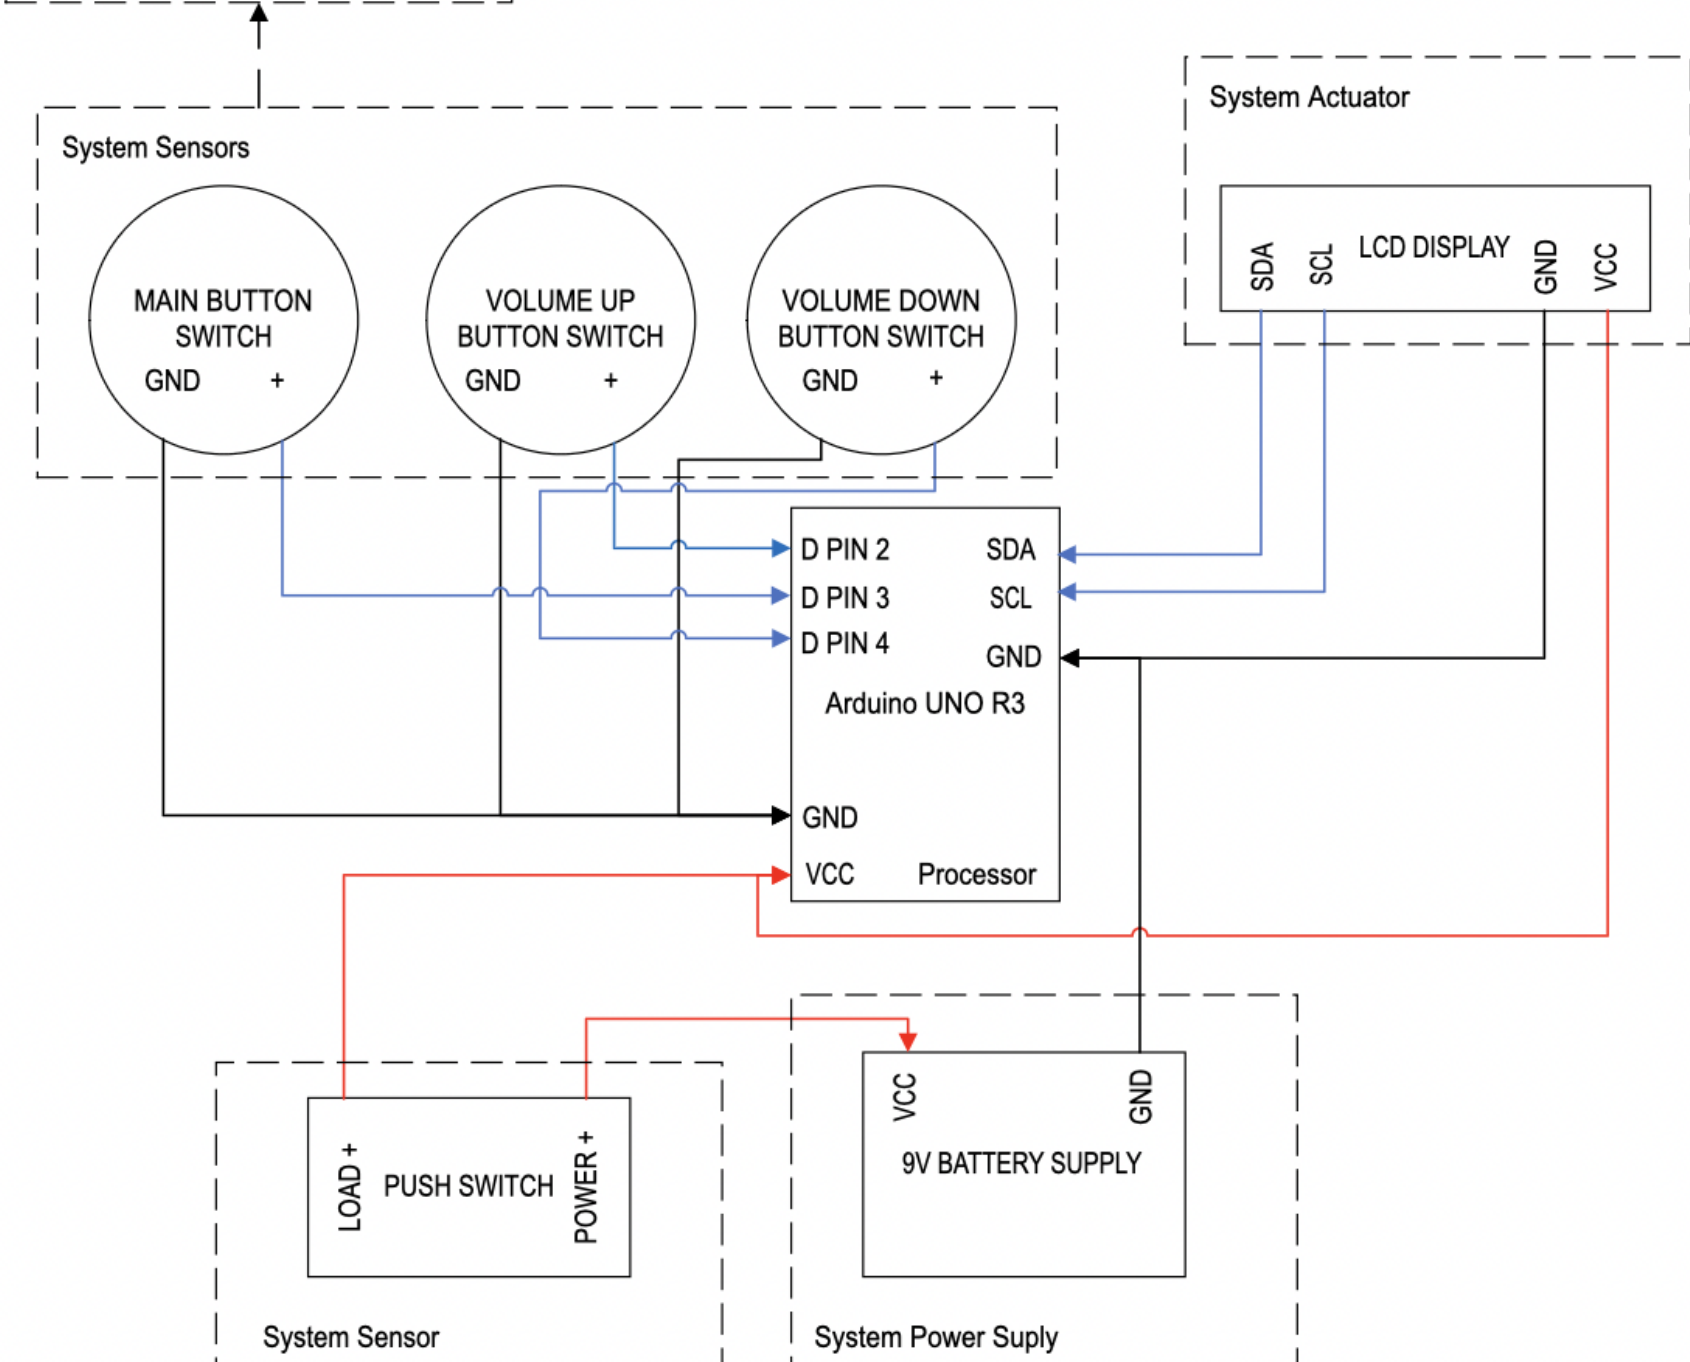 System Sensors
MAIN BUTTON
SWITCH
GND +
VOLUME UP
BUTTON SWITCH
GND +
VOLUME DOWN
BUTTON SWITCH
GND +
System Actuator
LCD DISPLAY
SDA
SCL
GND
VCC
D PIN 2
D PIN 3
D PIN 4
SDA
SCL
GND
Arduino UNO R3
GND
VCC
Processor
LOAD +
PUSH SWITCH
POWER +
System Sensor
VCC
GND
9V BATTERY SUPPLY
System Power Suply